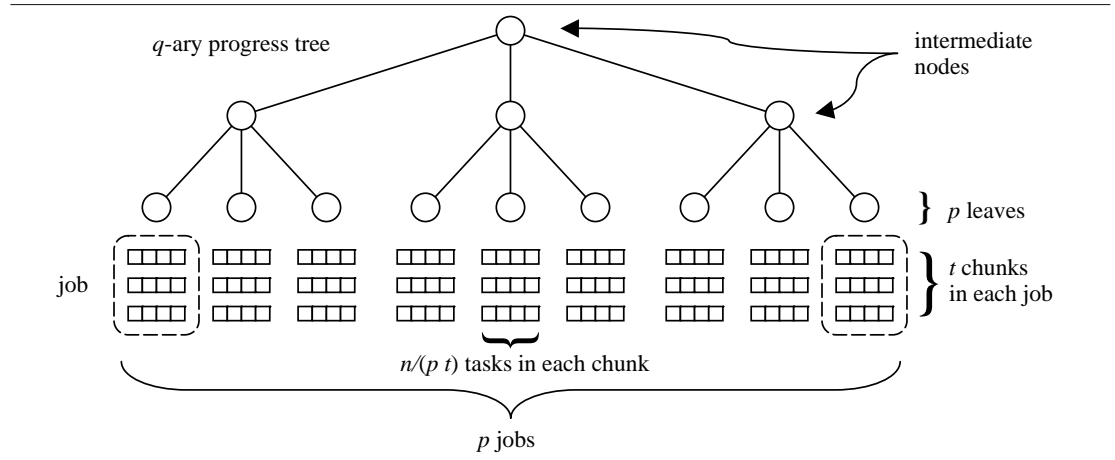 q-ary progress tree
intermediate
nodes
} p leaves
job
} t chunks
in each job
n/(p t) tasks in each chunk
p jobs